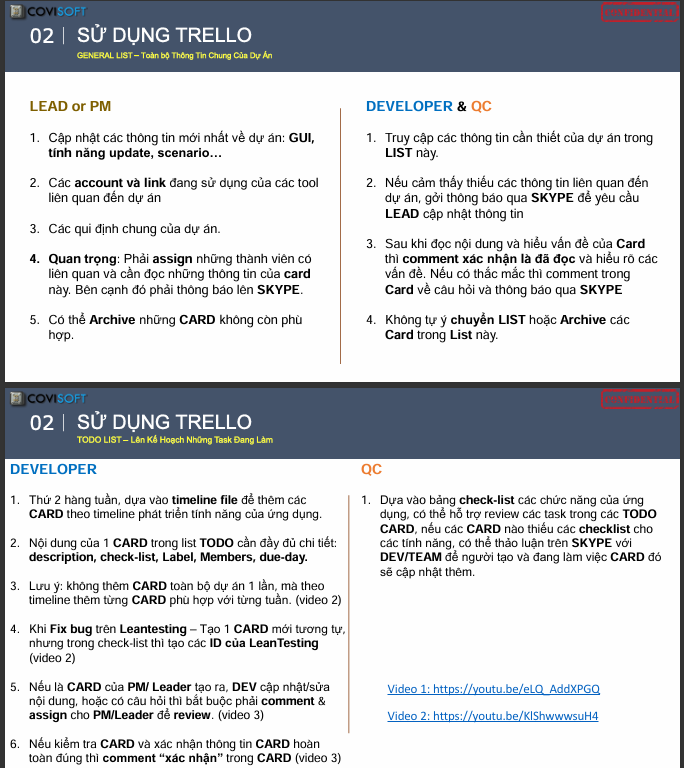 COVISOFT
02 SỬ DỤNG TRELLO
GENERAL LIST – Toàn bộ Thông Tin Chung Của Dự Án
LEAD or PM
1. Cập nhật các thông tin mới nhất về dự án: GUI,
tính năng update, scenario…
2. Các account và link đang sử dụng của các tool
liên quan đến dự án
3. Các qui định chung của dự án.
4. Quan trọng: Phải assign những thành viên có
liên quan và cần đọc những thông tin của card
này. Bên cạnh đó phải thông báo lên SKYPE.
5. Có thể Archive những CARD không còn phù
hợp.
DEVELOPER & QC
1. Truy cập các thông tin cần thiết của dự án trong
LIST này.
2. Nếu cảm thấy thiếu các thông tin liên quan đến
dự án, gởi thông báo qua SKYPE để yêu cầu
LEAD cập nhật thông tin
3. Sau khi đọc nội dung và hiểu vấn đề của Card
thì comment xác nhận là đã đọc và hiểu rõ các
vấn đề. Nếu có thắc mắc thì comment trong
Card về câu hỏi và thông báo qua SKYPE
4. Không tự ý chuyển LIST hoặc Archive các
Card trong List này.
COVISOFT
02 SỬ DỤNG TRELLO
TODO LIST – Lên Kế Hoạch Những Task Đang Làm
DEVELOPER
1. Thứ 2 hàng tuần, dựa vào timeline file để thêm các
CARD theo timeline phát triển tính năng của ứng dụng.
2. Nội dung của 1 CARD trong list TODO cần đầy đủ chi tiết:
description, check-list, Label, Members, due-day.
3. Lưu ý: không thêm CARD toàn bộ dự án 1 lần, mà theo
timeline thêm từng CARD phù hợp với từng tuần. (video 2)
4. Khi Fix bug trên Leantesting – Tạo 1 CARD mới tương tự,
nhưng trong check-list thì tạo các ID của LeanTesting
(video 2)
5. Nếu là CARD của PM/ Leader tạo ra, DEV cập nhật/sửa
nội dung, hoặc có câu hỏi thì bắt buộc phải comment &
assign cho PM/Leader để review. (video 3)
6. Nếu kiểm tra CARD và xác nhận thông tin CARD hoàn
toàn đúng thì comment “xác nhận” trong CARD (video 3)
QC
1. Dựa vào bảng check-list các chức năng của ứng
dụng, có thể hỗ trợ review các task trong các TODO
CARD, nếu các CARD nào thiếu các checklist cho
các tính năng, có thể thảo luận trên SKYPE với
DEV/TEAM để người tạo và đang làm việc CARD đó
sẽ cập nhật thêm.
Video 1: https://youtu.be/eLQ_AddXPGQ
Video 2: https://youtu.be/KlShwwwsuH4